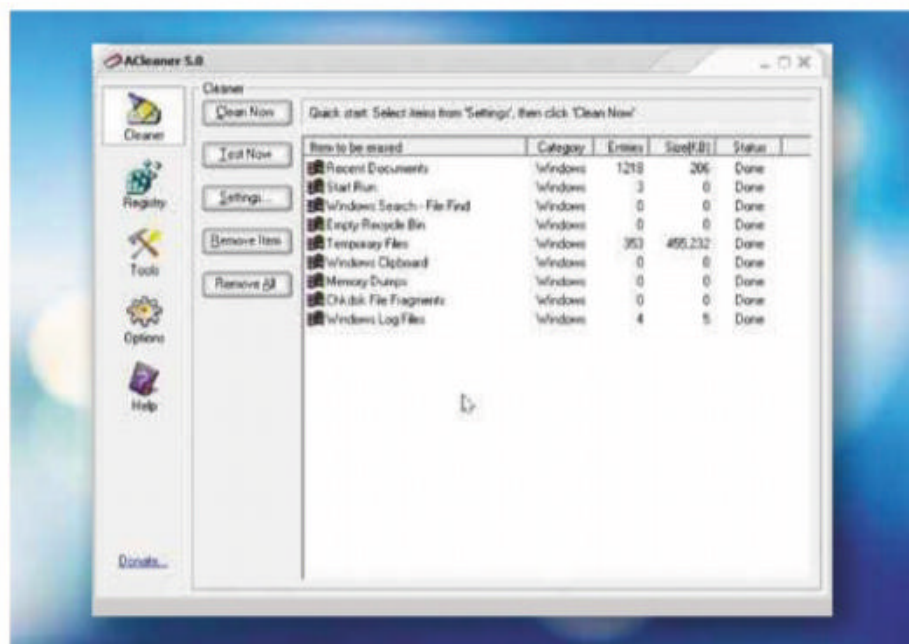 ACleaner 5.0
Cleaner
Clean Now
Quick start: Select items from 'Settings', then click 'Clean Now'
Item to be erased Category Entries Size[KB] Status
Recent Documents Windows 1218 206 Done
Start Run Windows 3 0 Done
Windows Search - File Find Windows 0 0 Done
Empty Recycle Bin Windows 0 0 Done
Temporary Files Windows 353 455,232 Done
Windows Clipboard Windows 0 0 Done
Memory Dumps Windows 0 0 Done
Chkdsk File Fragments Windows 0 0 Done
Windows Log Files Windows 4 5 Done
Test Now
Settings...
Remove Item
Remove All
Cleaner
Registry
Tools
Options
Help
Donate...